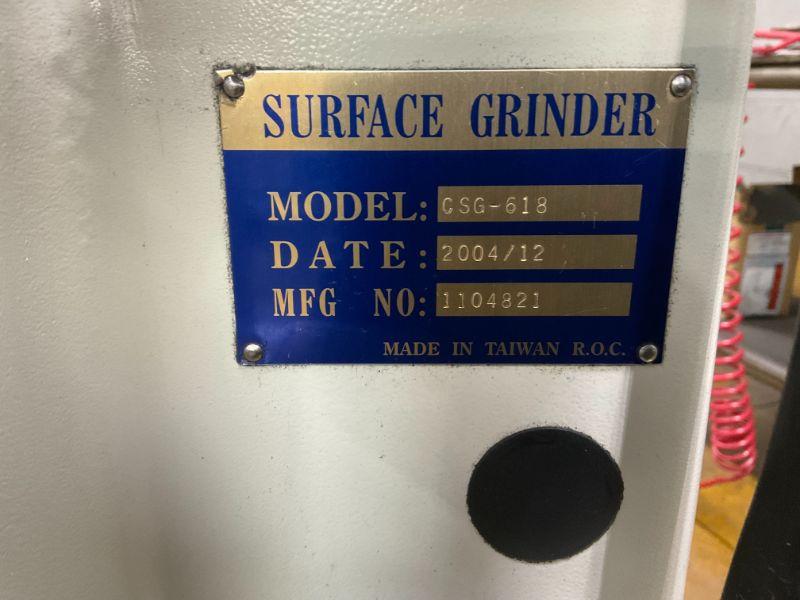 SURFACE GRINDER
MODEL: CSG-618
DATE: 2004/12
MFG NO: 1104821
MADE IN TAIWAN R.O.C.